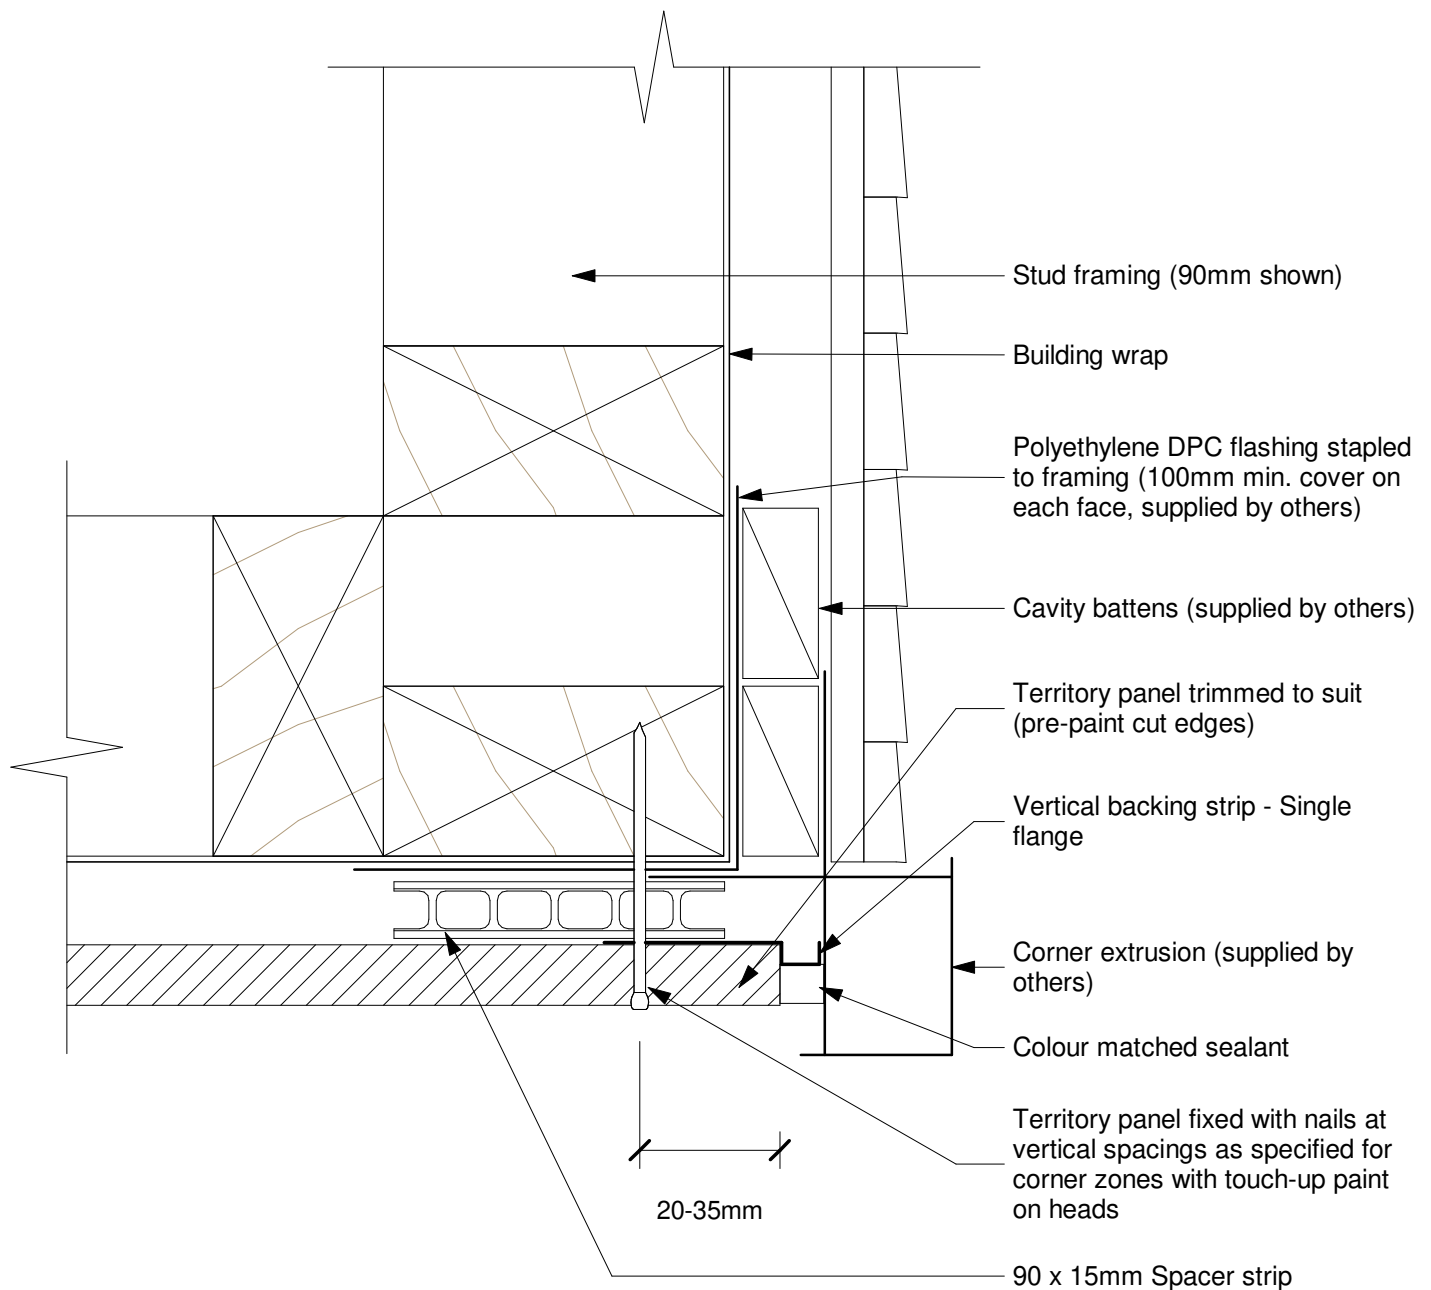 Stud framing (90mm shown)
Building wrap
Polyethylene DPC flashing stapled
to framing (100mm min. cover on
each face, supplied by others)
Cavity battens (supplied by others)
Territory panel trimmed to suit
(pre-paint cut edges)
Vertical backing strip - Single
flange
Corner extrusion (supplied by
others)
Colour matched sealant
Territory panel fixed with nails at
vertical spacings as specified for
corner zones with touch-up paint
on heads
20-35mm
90 x 15mm Spacer strip